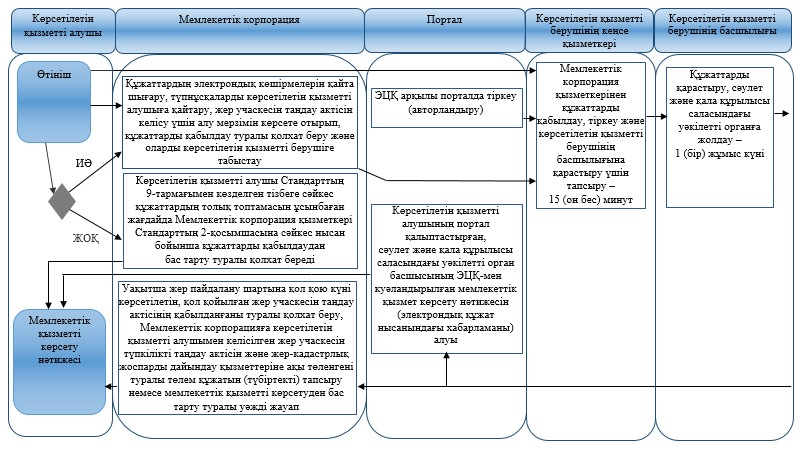 Көрсетілетін
қызметті алушы
Мемлекеттік корпорация
Портал
Көрсетілетін қызметті
берушінің кеңсе
қызметкері
Көрсетілетін қызметті
берушінің басшылығы
Өтініш
ИӘ
ЖОҚ
Мемлекеттік
қызметті
көрсету
нәтижесі
Құжаттардың электрондық көшірмелерін қайта
шығару, түпнұсқаларды көрсетілетін қызметті
алушыға қайтару, жер учаскесін таңдау актісін
келісу үшін алу мерзімін көрсете отырып,
құжаттарды қабылдау туралы қолхат беру және
оларды көрсетілетін қызметті берушіге
табыстау
Көрсетілетін қызметті алушы Стандарттың
9-тармағымен көзделген тізбеге сәйкес
құжаттардың толық топтамасын ұсынбаған
жағдайда Мемлекеттік корпорация қызметкері
Стандарттың 2-қосымшасына сәйкес нысан
бойынша құжаттарды қабылдаудан
бас тарту туралы қолхат береді
Уақытша жер пайдалану шартына қол қою күні
көрсетілетін, қол қойылған жер учаскесін таңдау
актісінің қабылданғаны туралы қолхат беру,
Мемлекеттік корпорацияға көрсетілетін
қызметті алушымен келісілген жер учаскесін
түпкілікті таңдау актісін және жер-кадастрлық
жоспарды дайындау қызметтеріне ақы төленгені
туралы төлем құжатын (түбіртекті) тапсыру
немесе мемлекеттік қызметті көрсетуден бас
тарту туралы уәжді жауап
ЭЦҚ арқылы порталда тіркеу
(авторландыру)
Көрсетілетін қызметті
алушының портал
қалыптастырған,
сәулет және қала құрылысы
саласындағы уәкілетті орган
басшысының ЭЦҚ-мен
куәландырылған мемлекеттік
қызмет көрсету нәтижесін
(электрондық құжат
нысанындағы хабарламаны)
алуы
Мемлекеттік
корпорация
қызметкерінен
құжаттарды
қабылдау, тіркеу және
көрсетілетін қызметті
берушінің
басшылығына
қарастыру үшін
тапсыру –
15 (он бес) минут
Құжаттарды
қарастыру, сәулет
және қала құрылысы
саласындағы
уәкілетті органға
жолдау –
1 (бір) жұмыс күні